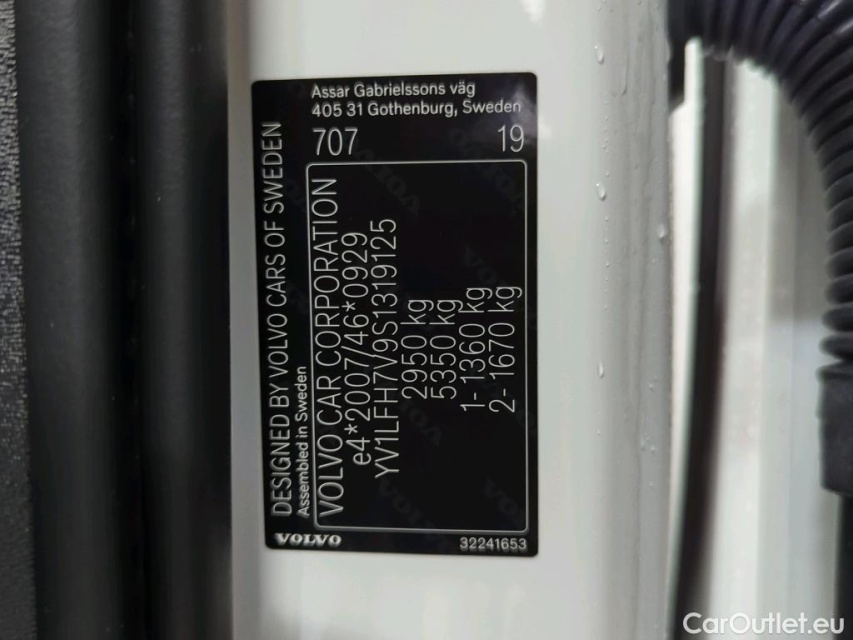 Assar Gabrielssons väg
405 31 Gothenburg, Sweden
707 19
DESIGNED BY VOLVO CARS OF SWEDEN
Assembled in Sweden
VOLVO CAR CORPORATION
e4*2007/46*0929
YV1LFH7V9S1319125
2950 kg
5350 kg
1- 1360 kg
2- 1670 kg
VOLVO
32241653
CarOutlet.eu